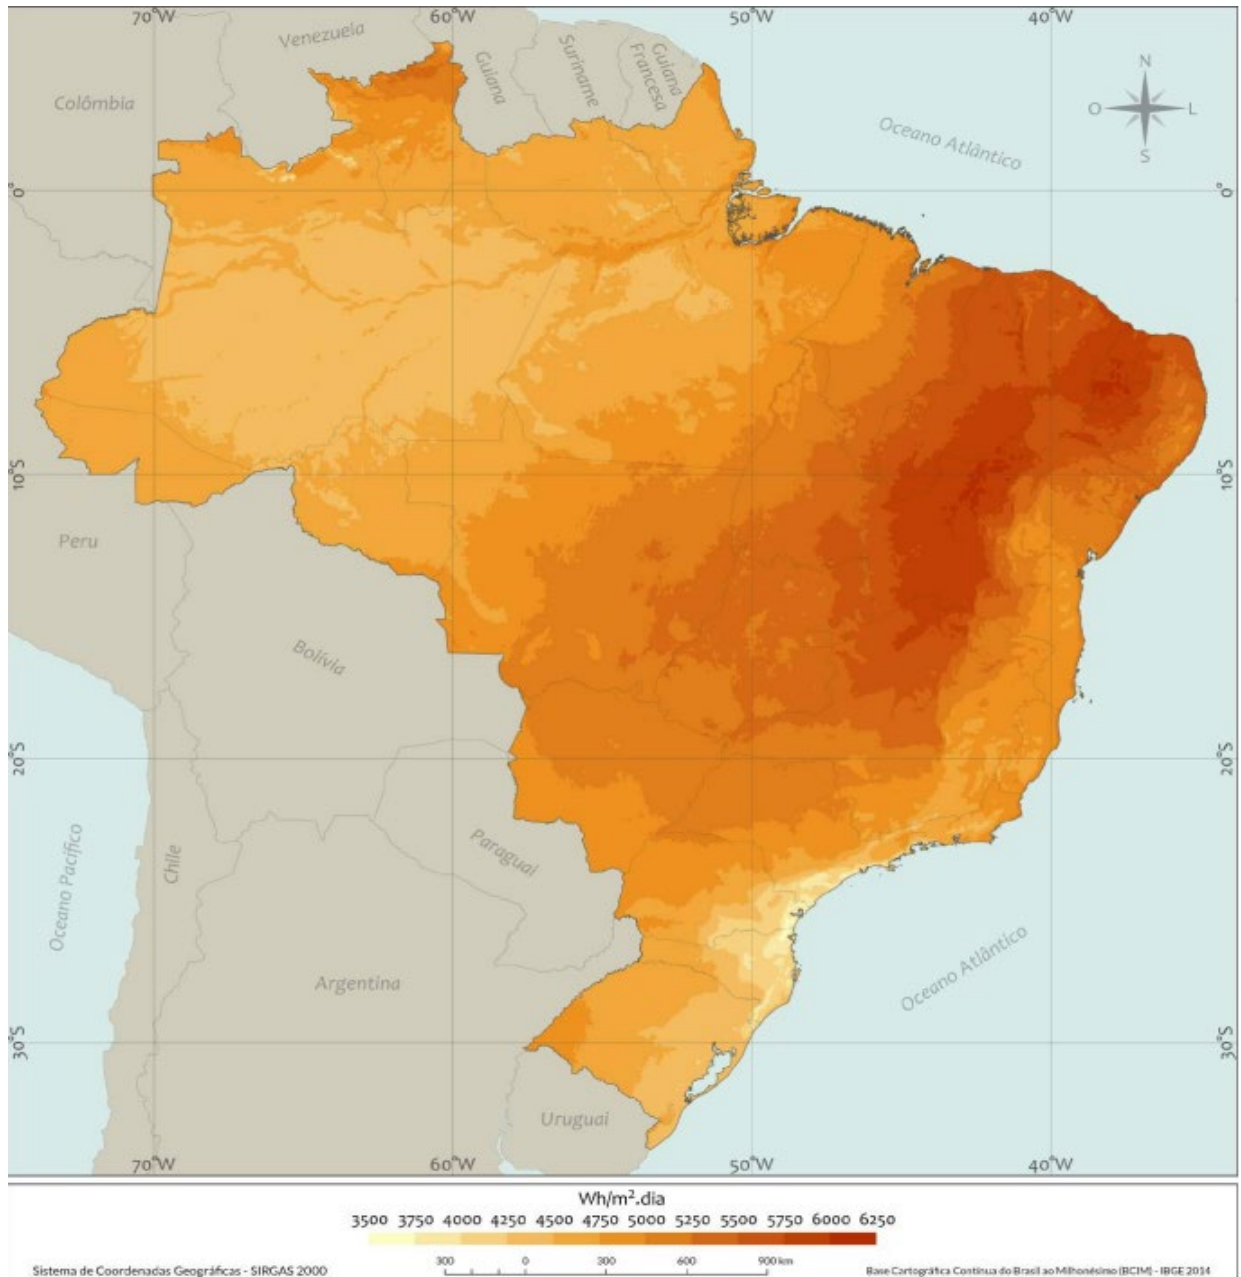 70°W 60°W 50°W 40°W
Venezuela
Guiana
Suriname
Guiana
Francesa
Colômbia
N
O L
S
Oceano Atlântico
0° 0°
10°S 10°S
Peru
Bolívia
20°S 20°S
Oceano Pacífico
Chile
Paraguai
Argentina
Oceano Atlântico
30°S 30°S
Uruguai
70°W 60°W 50°W 40°W
Wh/m².dia
3500 3750 4000 4250 4500 4750 5000 5250 5500 5750 6000 6250
300 0 300 600 900 km
Sistema de Coordenadas Geográficas - SIRGAS 2000
Base Cartográfica Contínua do Brasil ao Milhonésimo (BCIM) - IBGE 2014